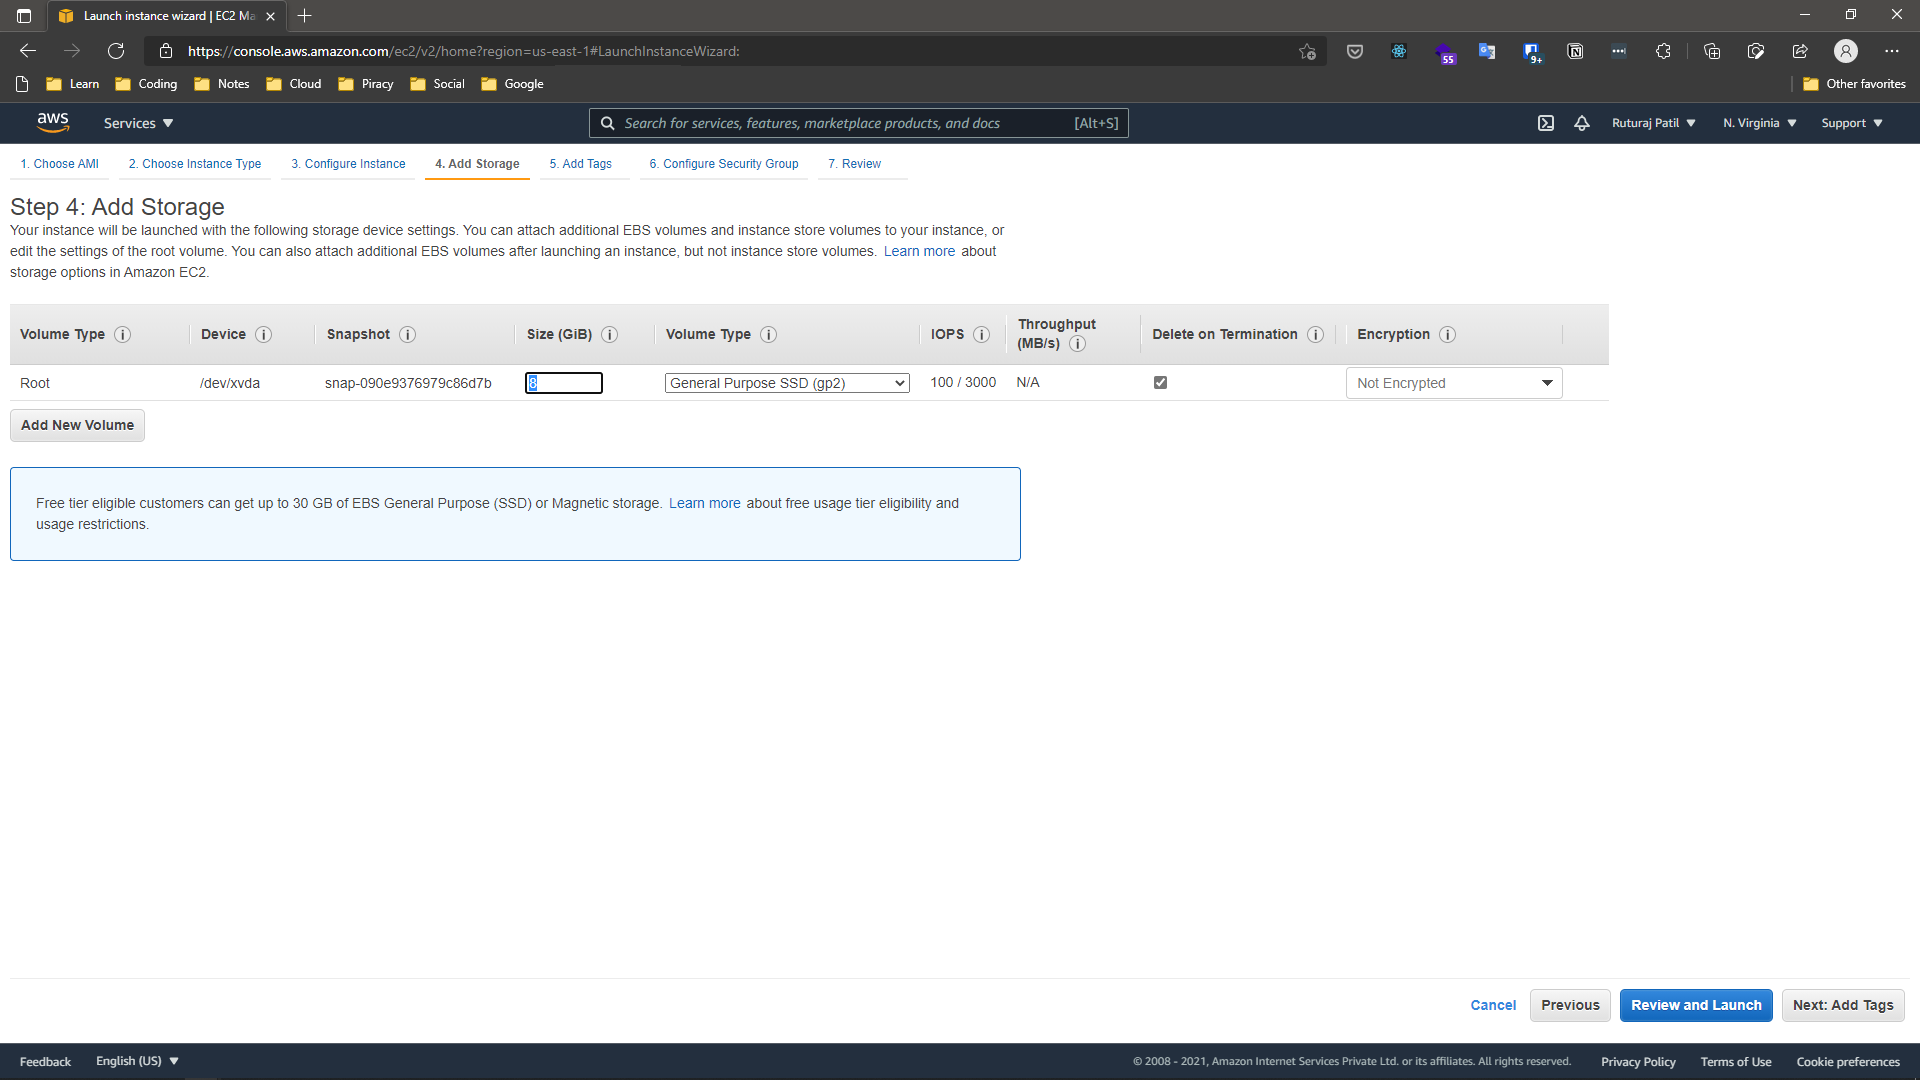 Launch instance wizard | EC2 Ma
https://console.aws.amazon.com/ec2/v2/home?region=us-east-1#LaunchInstanceWizard:
55
9+
Learn
Coding
Notes
Cloud
Piracy
Social
Google
Other favorites
aws
Services
Search for services, features, marketplace products, and docs
[Alt+S]
Ruturaj Patil
N. Virginia
Support
1. Choose AMI
2. Choose Instance Type
3. Configure Instance
4. Add Storage
5. Add Tags
6. Configure Security Group
7. Review
Step 4: Add Storage
Your instance will be launched with the following storage device settings. You can attach additional EBS volumes and instance store volumes to your instance, or
edit the settings of the root volume. You can also attach additional EBS volumes after launching an instance, but not instance store volumes. Learn more about
storage options in Amazon EC2.
Volume Type
Device
Snapshot
Size (GiB)
Volume Type
IOPS
Throughput
(MB/s)
Delete on Termination
Encryption
Root
/dev/xvda
snap-090e9376979c86d7b
8
General Purpose SSD (gp2)
100 / 3000
N/A
Not Encrypted
Add New Volume
Free tier eligible customers can get up to 30 GB of EBS General Purpose (SSD) or Magnetic storage. Learn more about free usage tier eligibility and
usage restrictions.
Cancel
Previous
Review and Launch
Next: Add Tags
Feedback
English (US)
© 2008 - 2021, Amazon Internet Services Private Ltd. or its affiliates. All rights reserved.
Privacy Policy
Terms of Use
Cookie preferences